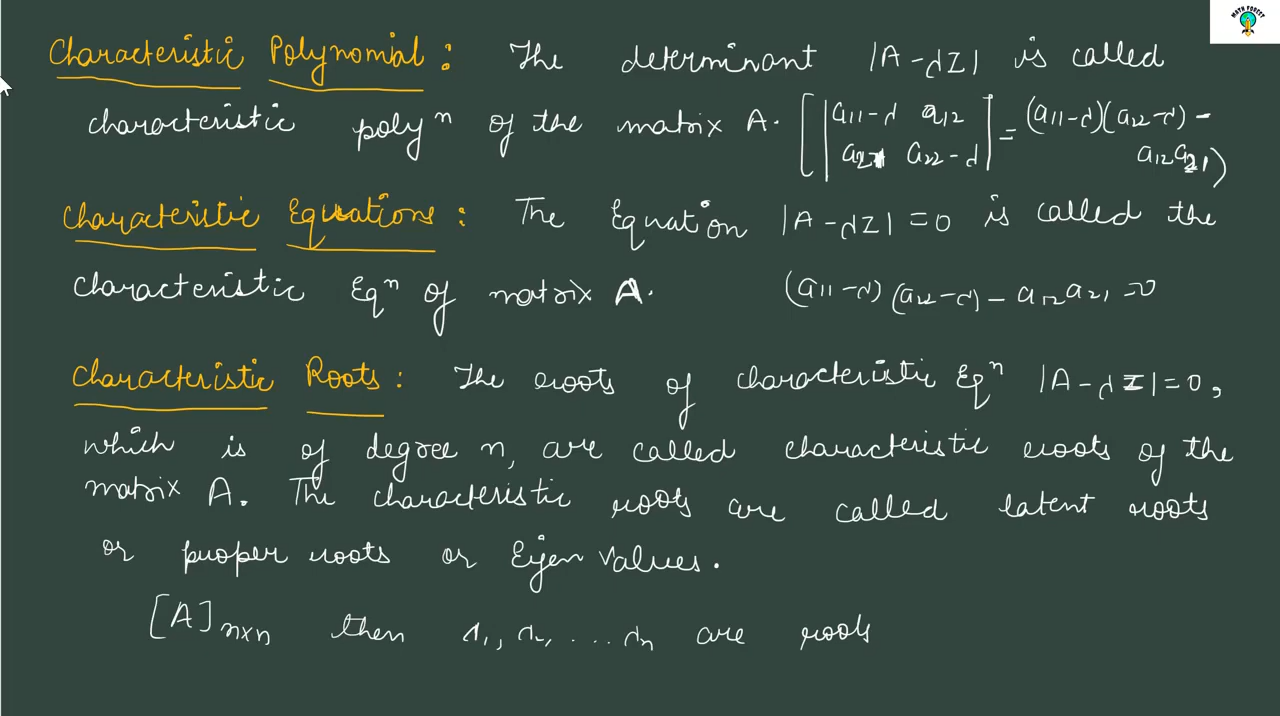 MATH FOREST
Characteristic Polynomial : The determinant |A-λI| is called
characteristic polyⁿ of the matrix A. [|a11-λ a12 a21 a22-λ| = (a11-λ)(a22-λ) - a12a21)
Characteristic Equations : The Equation |A-λI| = 0 is called the
characteristic Eqⁿ of matrix A. (a11-λ) (a22-λ) - a12a21 = 0
Characteristic Roots : The roots of characteristic Eqⁿ |A-λI| = 0,
which is of degree n, are called characteristic roots of the
matrix A. The characteristic roots are called latent roots
or proper roots or Eigen Values.
[A]n×n then λ1, λ2, ... λn are roots